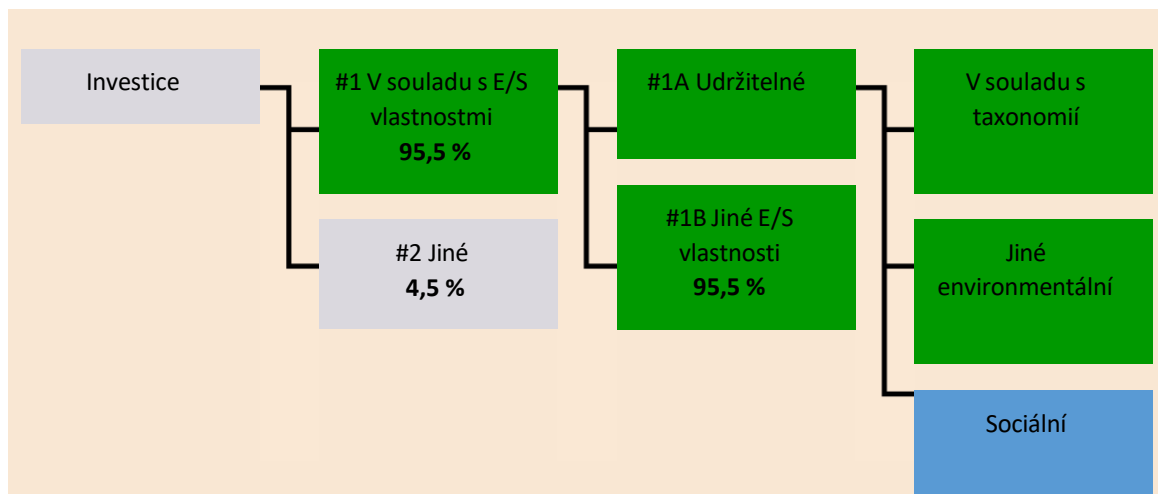 Investice
#1 V souladu s E/S
vlastnostmi
95,5 %
#2 Jiné
4,5 %
#1A Udržitelné
#1B Jiné E/S
vlastnosti
95,5 %
V souladu s
taxonomií
Jiné
environmentální
Sociální